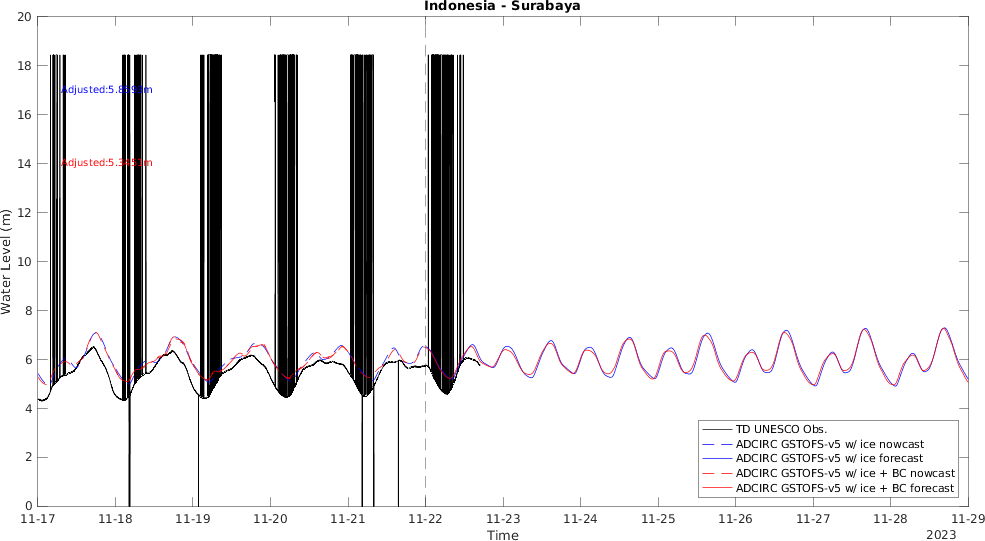 Indonesia - Surabaya
Water Level (m)
20
18
16
14
12
10
8
6
4
2
0
TD UNESCO Obs.
ADCIRC GSTOFS-v5 w/ ice nowcast
ADCIRC GSTOFS-v5 w/ ice forecast
ADCIRC GSTOFS-v5 w/ ice + BC nowcast
ADCIRC GSTOFS-v5 w/ ice + BC forecast
11-17 11-18 11-19 11-20 11-21 11-22 11-23 11-24 11-25 11-26 11-27 11-28 11-29
Time
2023